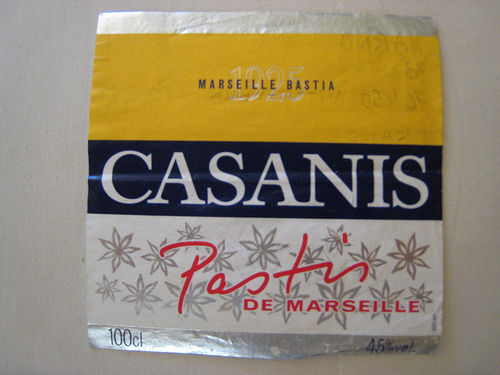 1925
MARSEILLE BASTIA
CASANIS
Pastis
DE MARSEILLE
100cl
45%vol.